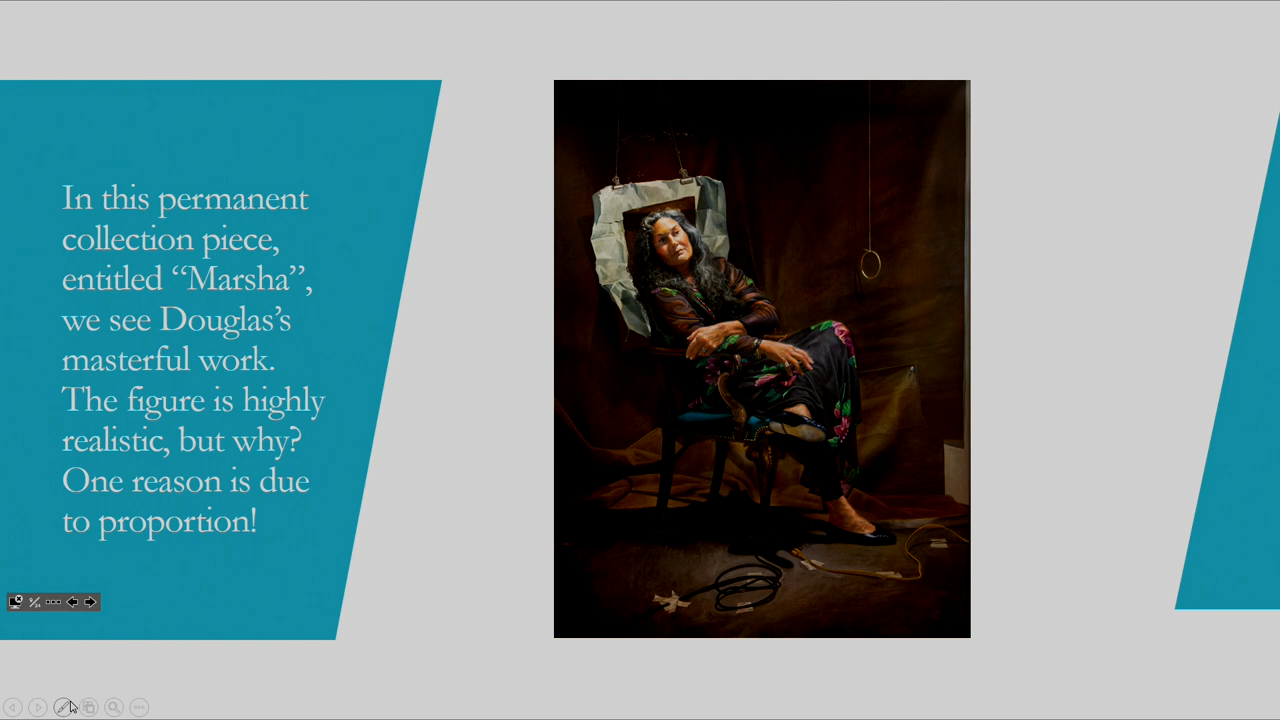 In this permanent
collection piece,
entitled “Marsha”,
we see Douglas’s
masterful work.
The figure is highly
realistic, but why?
One reason is due
to proportion!